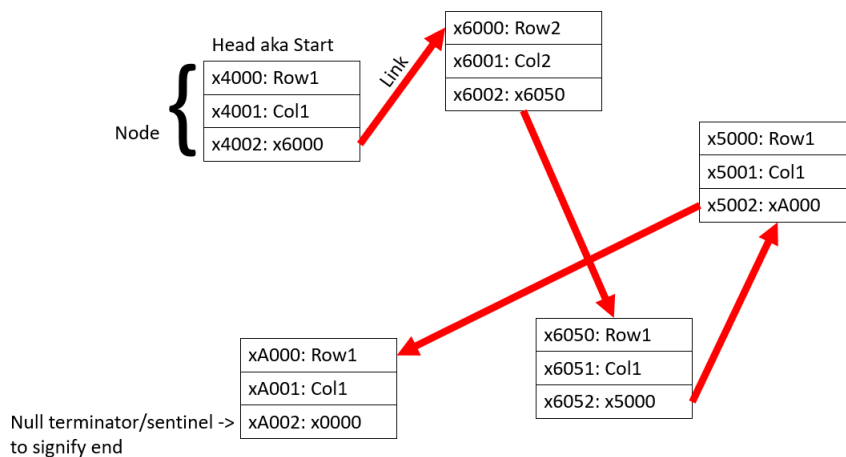 Head aka Start
x4000: Row1
x4001: Col1
x4002: x6000
Node
Link
x6000: Row2
x6001: Col2
x6002: x6050
x5000: Row1
x5001: Col1
x5002: xA000
x6050: Row1
x6051: Col1
x6052: x5000
xA000: Row1
xA001: Col1
xA002: x0000
Null terminator/sentinel ->
to signify end